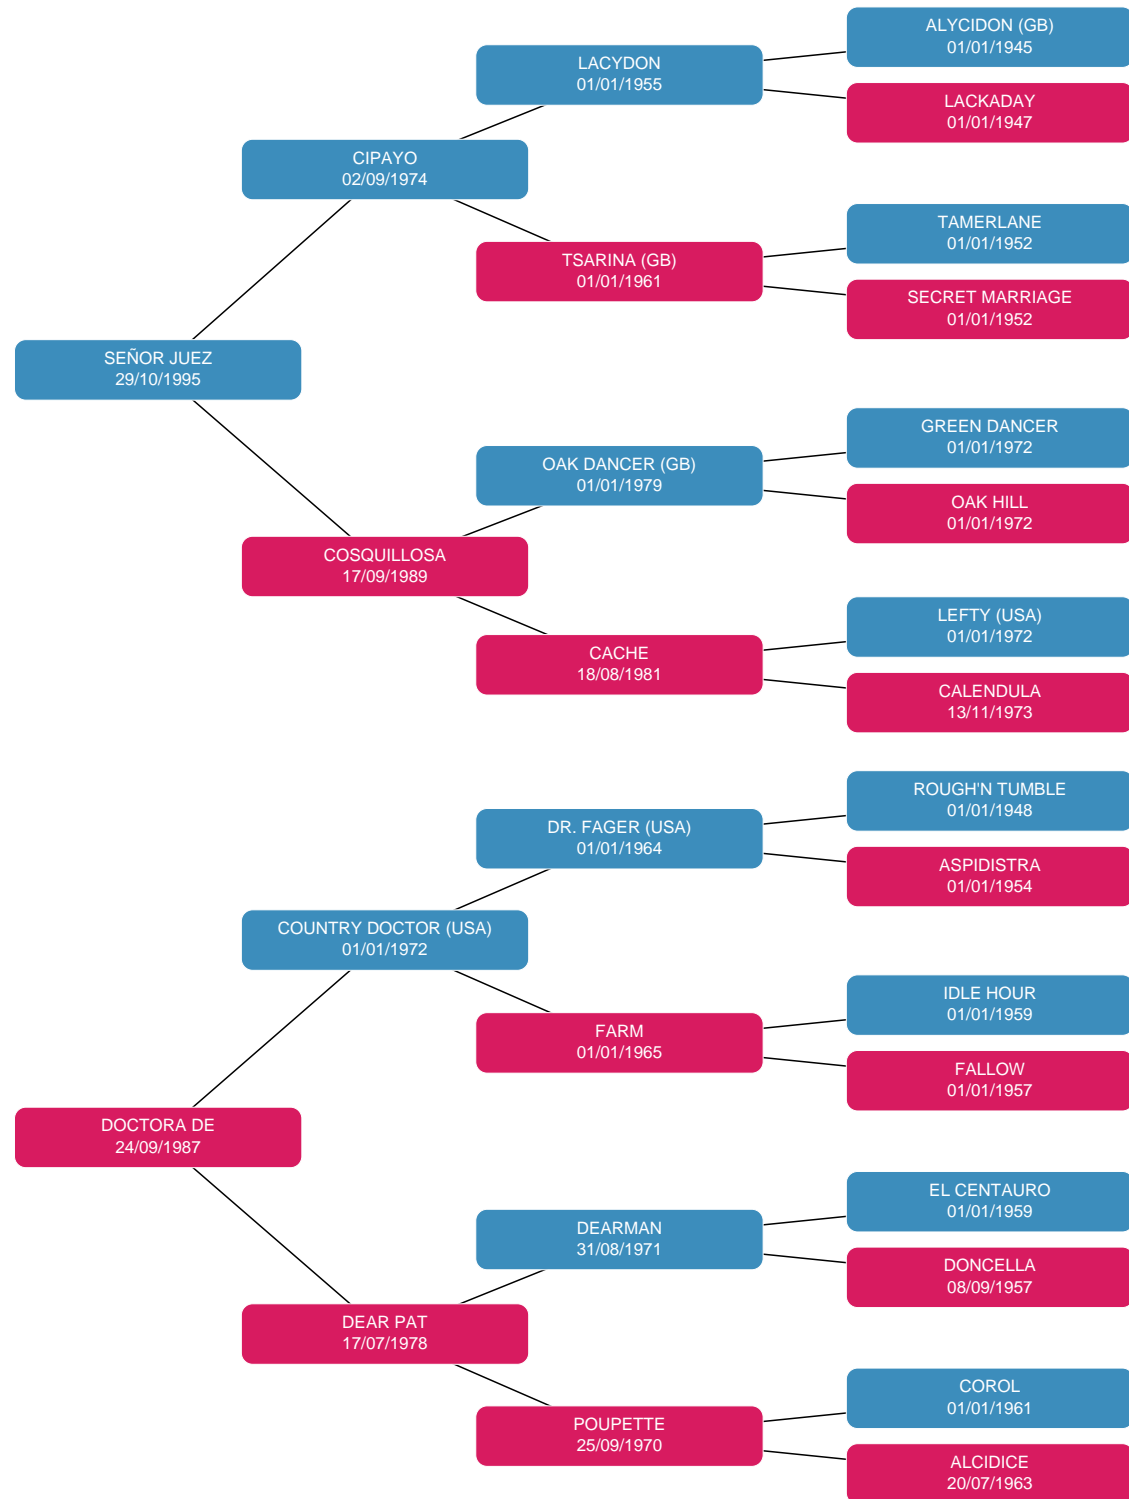 ALYCIDON (GB)
01/01/1945
LACYDON
01/01/1955
LACKADAY
01/01/1947
CIPAYO
02/09/1974
TAMERLANE
01/01/1952
TSARINA (GB)
01/01/1961
SECRET MARRIAGE
01/01/1952
SEÑOR JUEZ
29/10/1995
GREEN DANCER
01/01/1972
OAK DANCER (GB)
01/01/1979
OAK HILL
01/01/1972
COSQUILLOSA
17/09/1989
LEFTY (USA)
01/01/1972
CACHE
18/08/1981
CALENDULA
13/11/1973
ROUGH'N TUMBLE
01/01/1948
DR. FAGER (USA)
01/01/1964
ASPIDISTRA
01/01/1954
COUNTRY DOCTOR (USA)
01/01/1972
IDLE HOUR
01/01/1959
FARM
01/01/1965
FALLOW
01/01/1957
DOCTORA DE
24/09/1987
EL CENTAURO
01/01/1959
DEARMAN
31/08/1971
DONCELLA
08/09/1957
DEAR PAT
17/07/1978
COROL
01/01/1961
POUPETTE
25/09/1970
ALCIDICE
20/07/1963